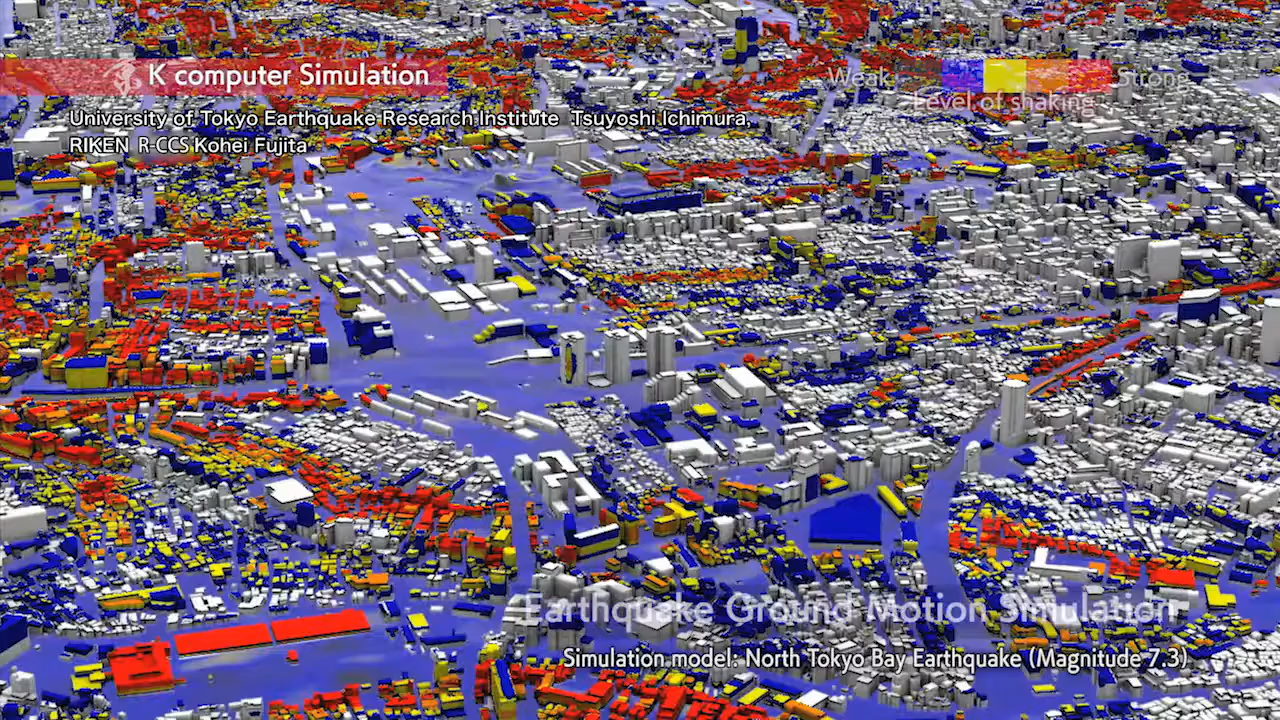 K computer Simulation
Weak Strong
Level of shaking
University of Tokyo Earthquake Research Institute Tsuyoshi Ichimura,
RIKEN R-CCS Kohei Fujita
Earthquake Ground Motion Simulation
Simulation model: North Tokyo Bay Earthquake (Magnitude 7.3)